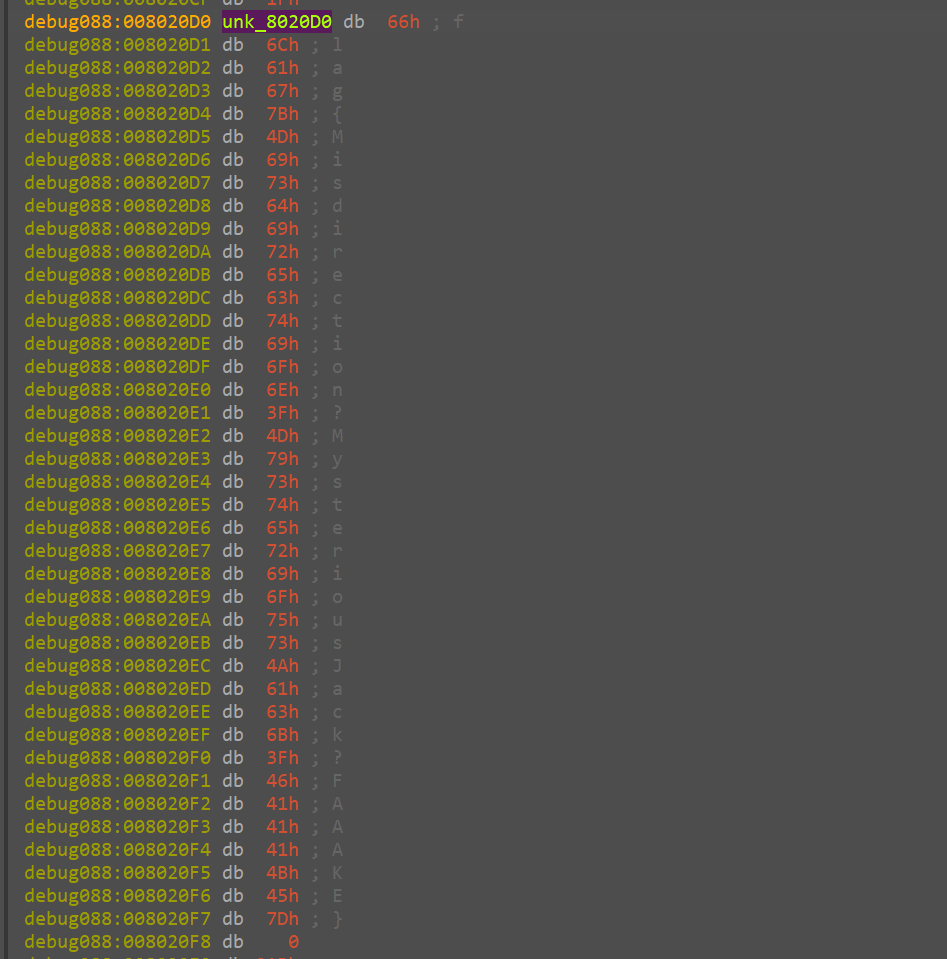 debug088:008020D0 unk_8020D0 db 66h ; f
debug088:008020D1 db 6Ch ; l
debug088:008020D2 db 61h ; a
debug088:008020D3 db 67h ; g
debug088:008020D4 db 7Bh ; {
debug088:008020D5 db 4Dh ; M
debug088:008020D6 db 69h ; i
debug088:008020D7 db 73h ; s
debug088:008020D8 db 64h ; d
debug088:008020D9 db 69h ; i
debug088:008020DA db 72h ; r
debug088:008020DB db 65h ; e
debug088:008020DC db 63h ; c
debug088:008020DD db 74h ; t
debug088:008020DE db 69h ; i
debug088:008020DF db 6Fh ; o
debug088:008020E0 db 6Eh ; n
debug088:008020E1 db 3Fh ; ?
debug088:008020E2 db 4Dh ; M
debug088:008020E3 db 79h ; y
debug088:008020E4 db 73h ; s
debug088:008020E5 db 74h ; t
debug088:008020E6 db 65h ; e
debug088:008020E7 db 72h ; r
debug088:008020E8 db 69h ; i
debug088:008020E9 db 6Fh ; o
debug088:008020EA db 75h ; u
debug088:008020EB db 73h ; s
debug088:008020EC db 4Ah ; J
debug088:008020ED db 61h ; a
debug088:008020EE db 63h ; c
debug088:008020EF db 6Bh ; k
debug088:008020F0 db 3Fh ; ?
debug088:008020F1 db 46h ; F
debug088:008020F2 db 41h ; A
debug088:008020F3 db 41h ; A
debug088:008020F4 db 41h ; A
debug088:008020F5 db 4Bh ; K
debug088:008020F6 db 45h ; E
debug088:008020F7 db 7Dh ; }
debug088:008020F8 db 0